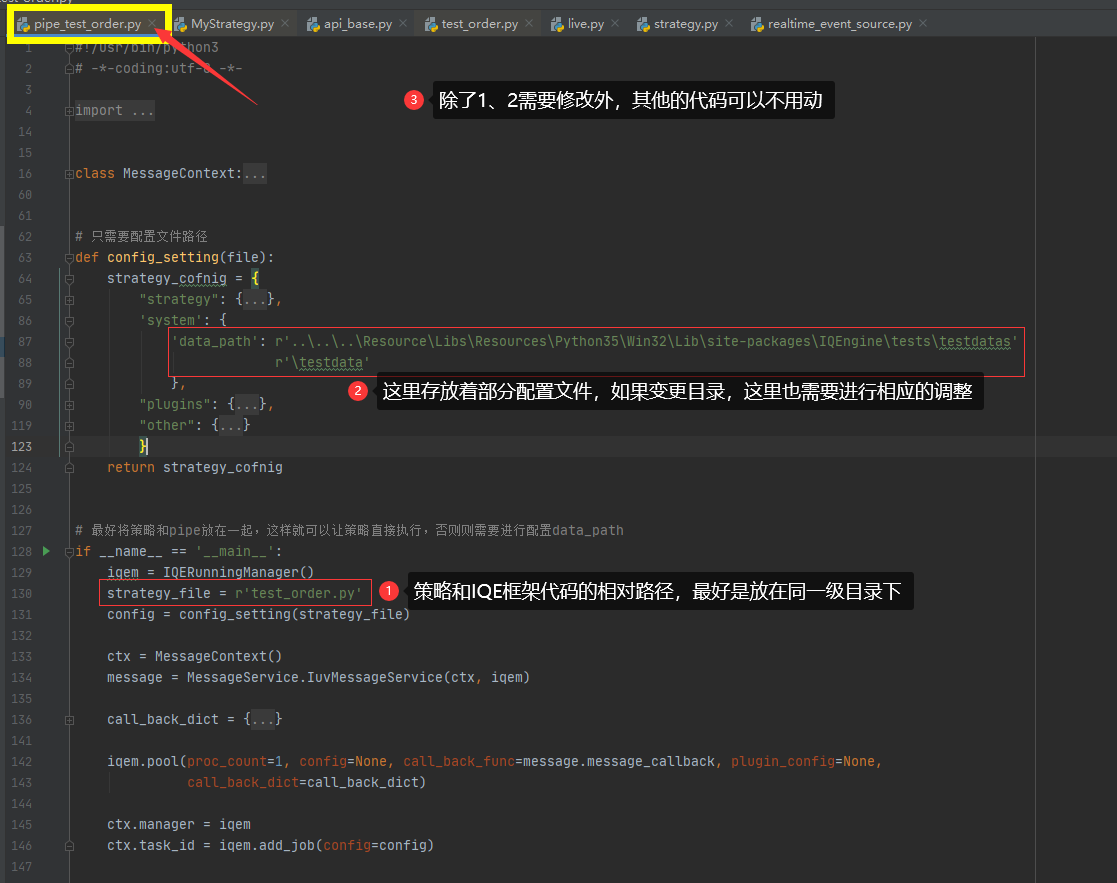 test-Order.py
pipe_test_order.py MyStrategy.py api_base.py test_order.py live.py strategy.py realtime_event_source.py
1 #!/usr/bin/python3
2 # -*-coding:utf-8 -*-
3
4 import ...
14
15
16 class MessageContext:...
60
61
62 # 只需要配置文件路径
63 def config_setting(file):
64 strategy_cofnig = {
65 "strategy": {...},
86 'system': {
87 'data_path': r'..\..\..\Resource\Libs\Resources\Python35\Win32\Lib\site-packages\IQEngine\tests\testdatas'
88 r'\testdata'
89 },
90 "plugins": {...},
119 "other": {...}
123 }
124 return strategy_cofnig
125
126
127 # 最好将策略和pipe放在一起，这样就可以让策略直接执行，否则则需要进行配置data_path
128 if __name__ == '__main__':
129 iqem = IQERunningManager()
130 strategy_file = r'test_order.py'
131 config = config_setting(strategy_file)
132
133 ctx = MessageContext()
134 message = MessageService.IuvMessageService(ctx, iqem)
135
136 call_back_dict = {...}
141
142 iqem.pool(proc_count=1, config=None, call_back_func=message.message_callback, plugin_config=None,
143 call_back_dict=call_back_dict)
144
145 ctx.manager = iqem
146 ctx.task_id = iqem.add_job(config=config)
147
3 除了1、2需要修改外，其他的代码可以不用动
2 这里存放着部分配置文件，如果变更目录，这里也需要进行相应的调整
1 策略和IQE框架代码的相对路径，最好是放在同一级目录下